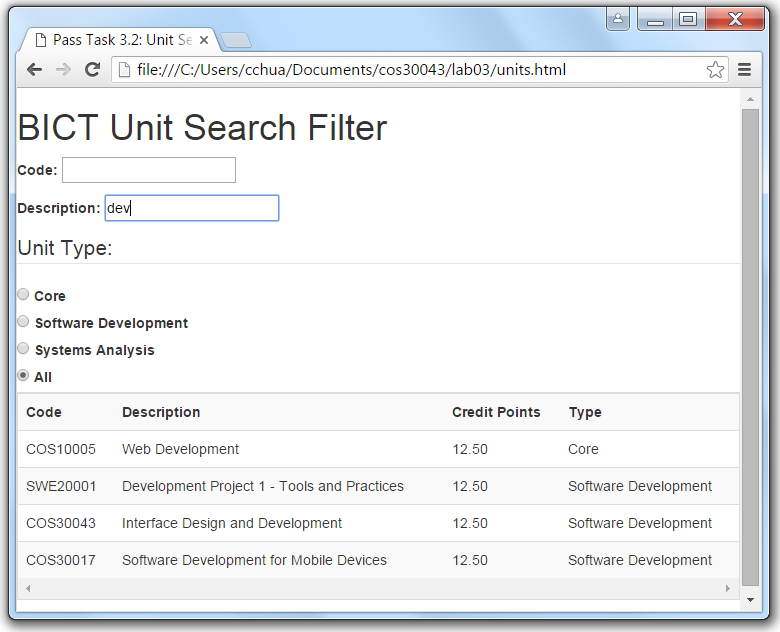 Pass Task 3.2: Unit Se
file:///C:/Users/cchua/Documents/cos30043/lab03/units.html
BICT Unit Search Filter
Code:
Description: dev
Unit Type:
Core
Software Development
Systems Analysis
All
Code Description Credit Points Type
COS10005 Web Development 12.50 Core
SWE20001 Development Project 1 - Tools and Practices 12.50 Software Development
COS30043 Interface Design and Development 12.50 Software Development
COS30017 Software Development for Mobile Devices 12.50 Software Development